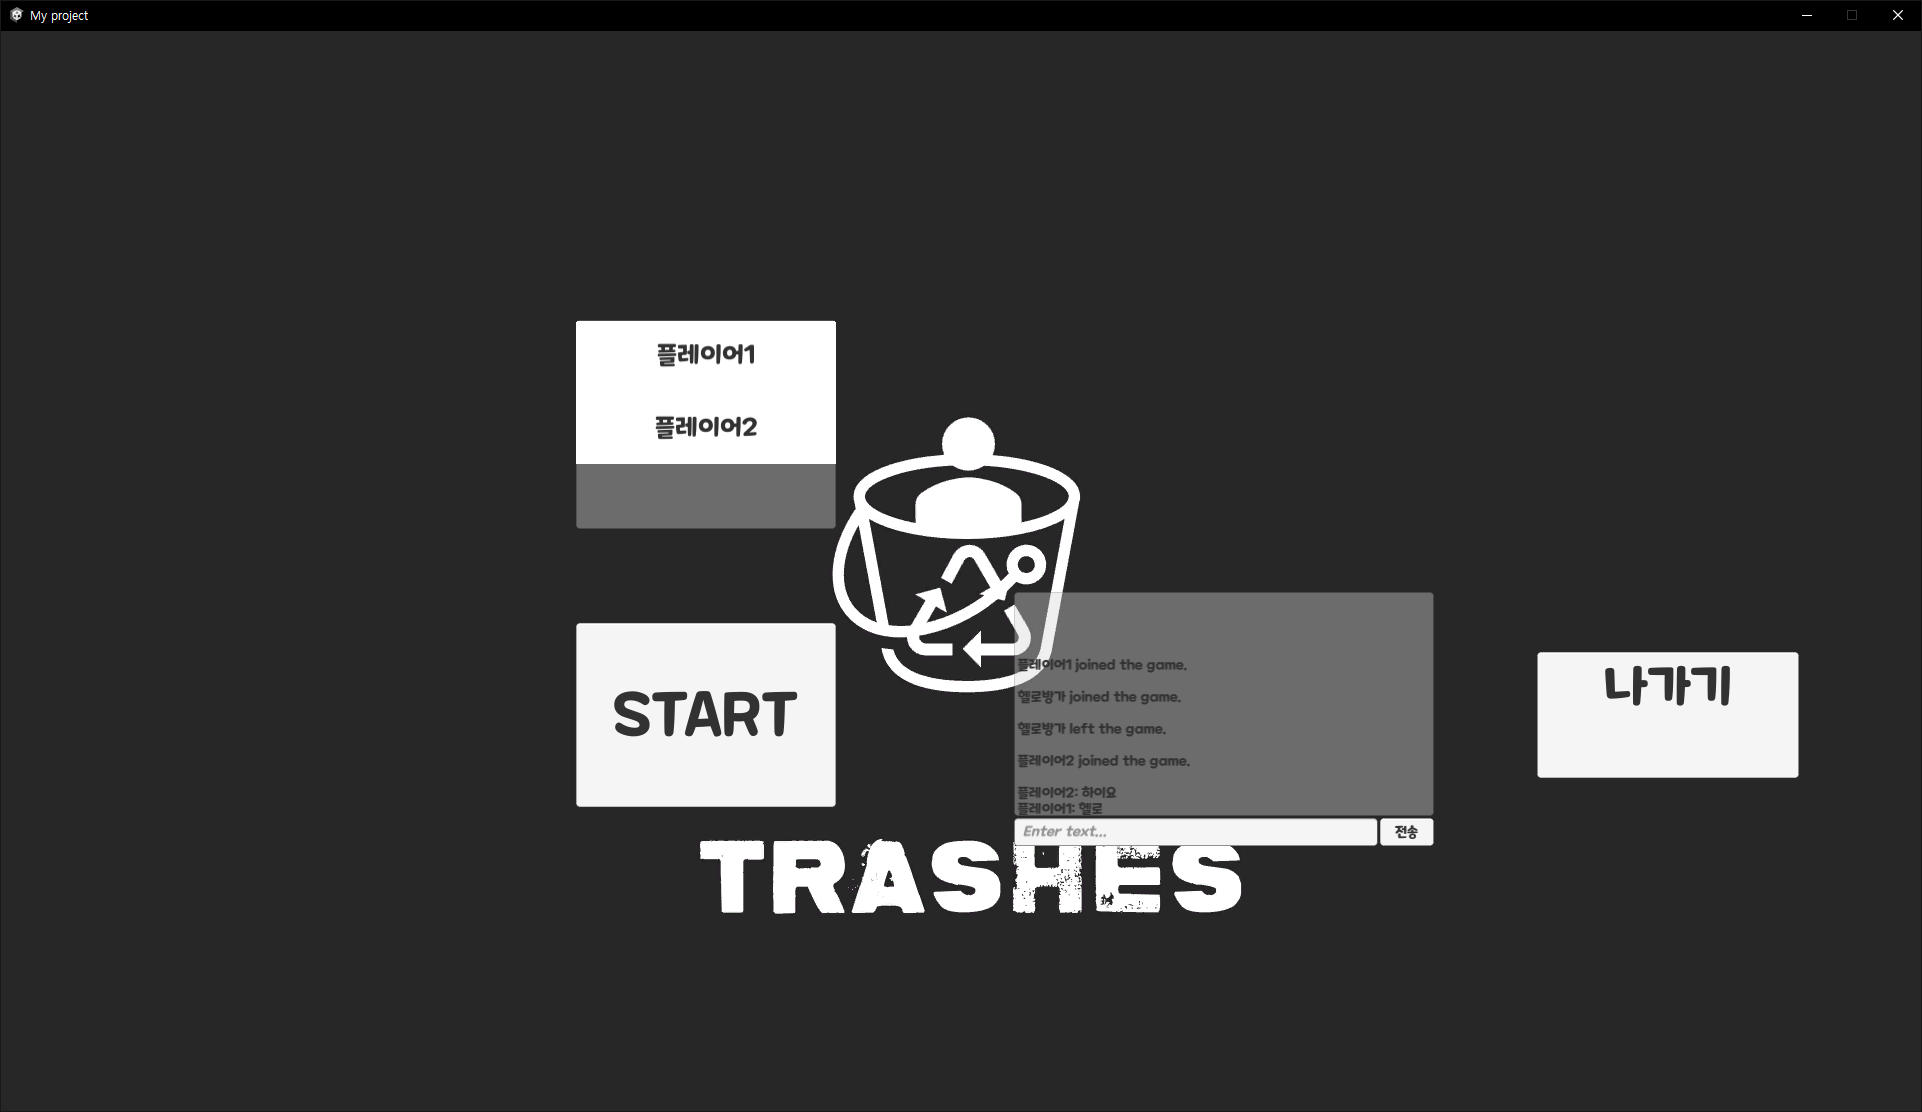 My project
플레이어1
플레이어2
START
플레이어1 joined the game.
헬로방가 joined the game.
헬로방가 left the game.
플레이어2 joined the game.
플레이어2: 하이요
플레이어1: 헬로
Enter text...
전송
나가기
TRASHES